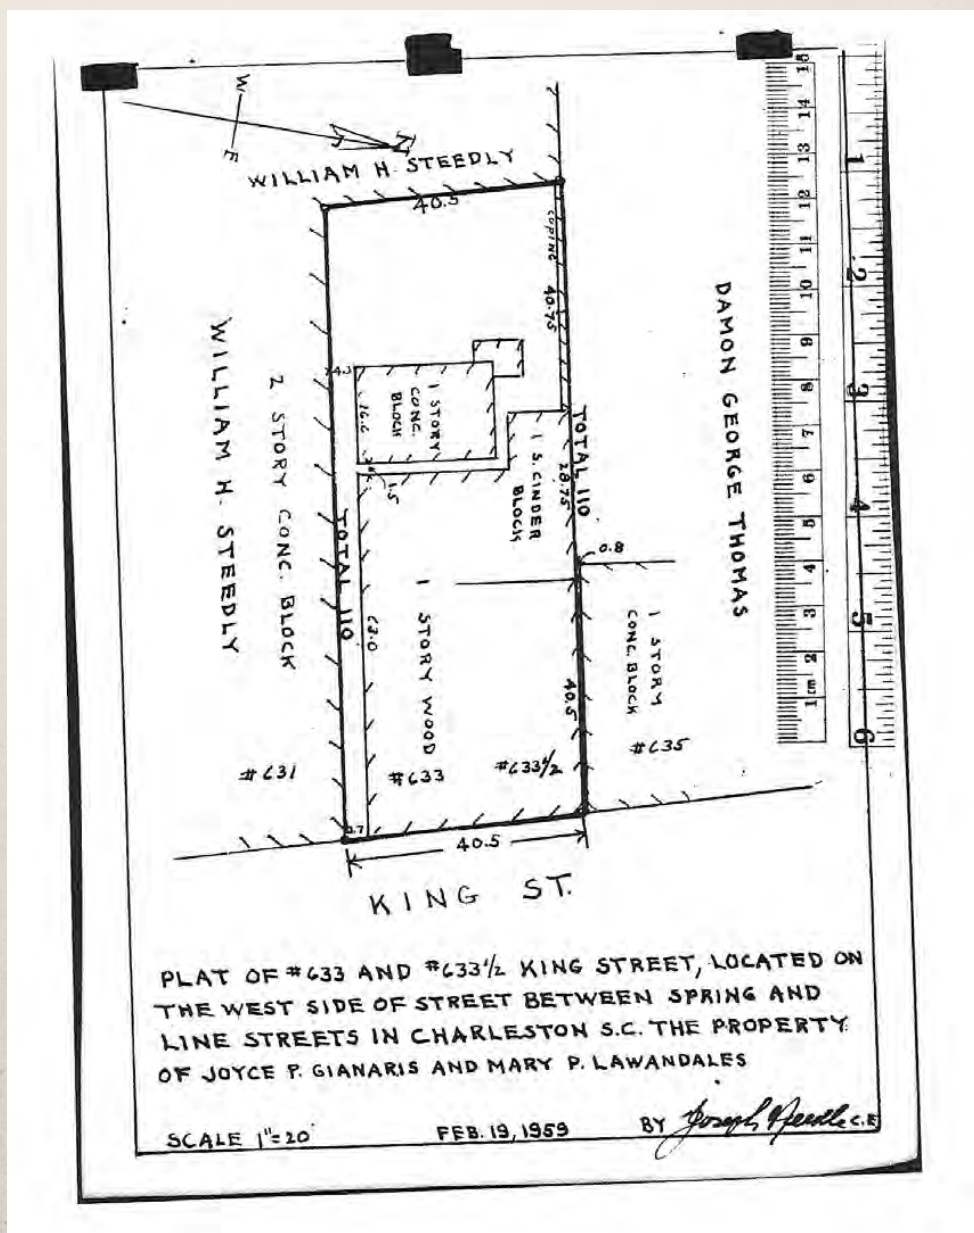 W
E
N
WILLIAM H. STEEDLY
40.5
COPING
40.75
WILLIAM H. STEEDLY
2 STORY CONC. BLOCK
DAMON GEORGE THOMAS
4.3
16.6
1 STORY
CONC.
BLOCK
1.5
1 S. CINDER
BLOCK
TOTAL 110
28.75
0.8
TOTAL 110
63.0
1 STORY WOOD
40.5
1 STORY
CONC. BLOCK
#631
#633
#633 1/2
#635
40.5
KING ST.
PLAT OF #633 AND #633 1/2 KING STREET, LOCATED ON
THE WEST SIDE OF STREET BETWEEN SPRING AND
LINE STREETS IN CHARLESTON S.C. THE PROPERTY
OF JOYCE P. GIANARIS AND MARY P. LAWANDALES
SCALE 1"=20'
FEB. 19, 1959
BY Joseph Needle C.E
15
14
13
12
11
10
9
8
7
6
5
4
3
2
1 cm
1
2
3
4
5
6